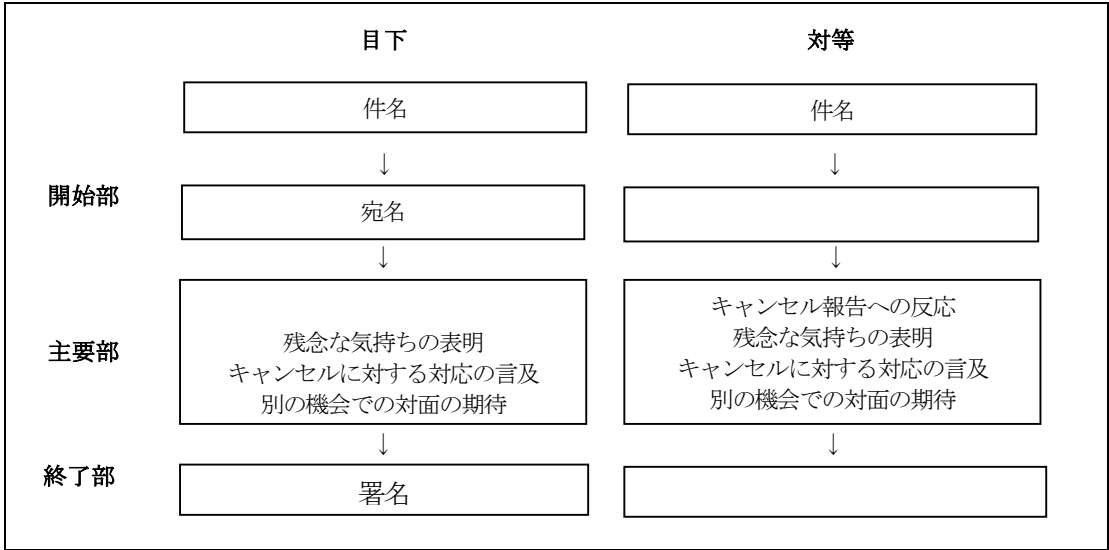 目下 対等
件名 件名
↓ ↓
開始部 宛名
↓ ↓
キャンセル報告への反応
残念な気持ちの表明 残念な気持ちの表明
主要部 キャンセルに対する対応の言及 キャンセルに対する対応の言及
別の機会での対面の期待 別の機会での対面の期待
↓ ↓
終了部 署名